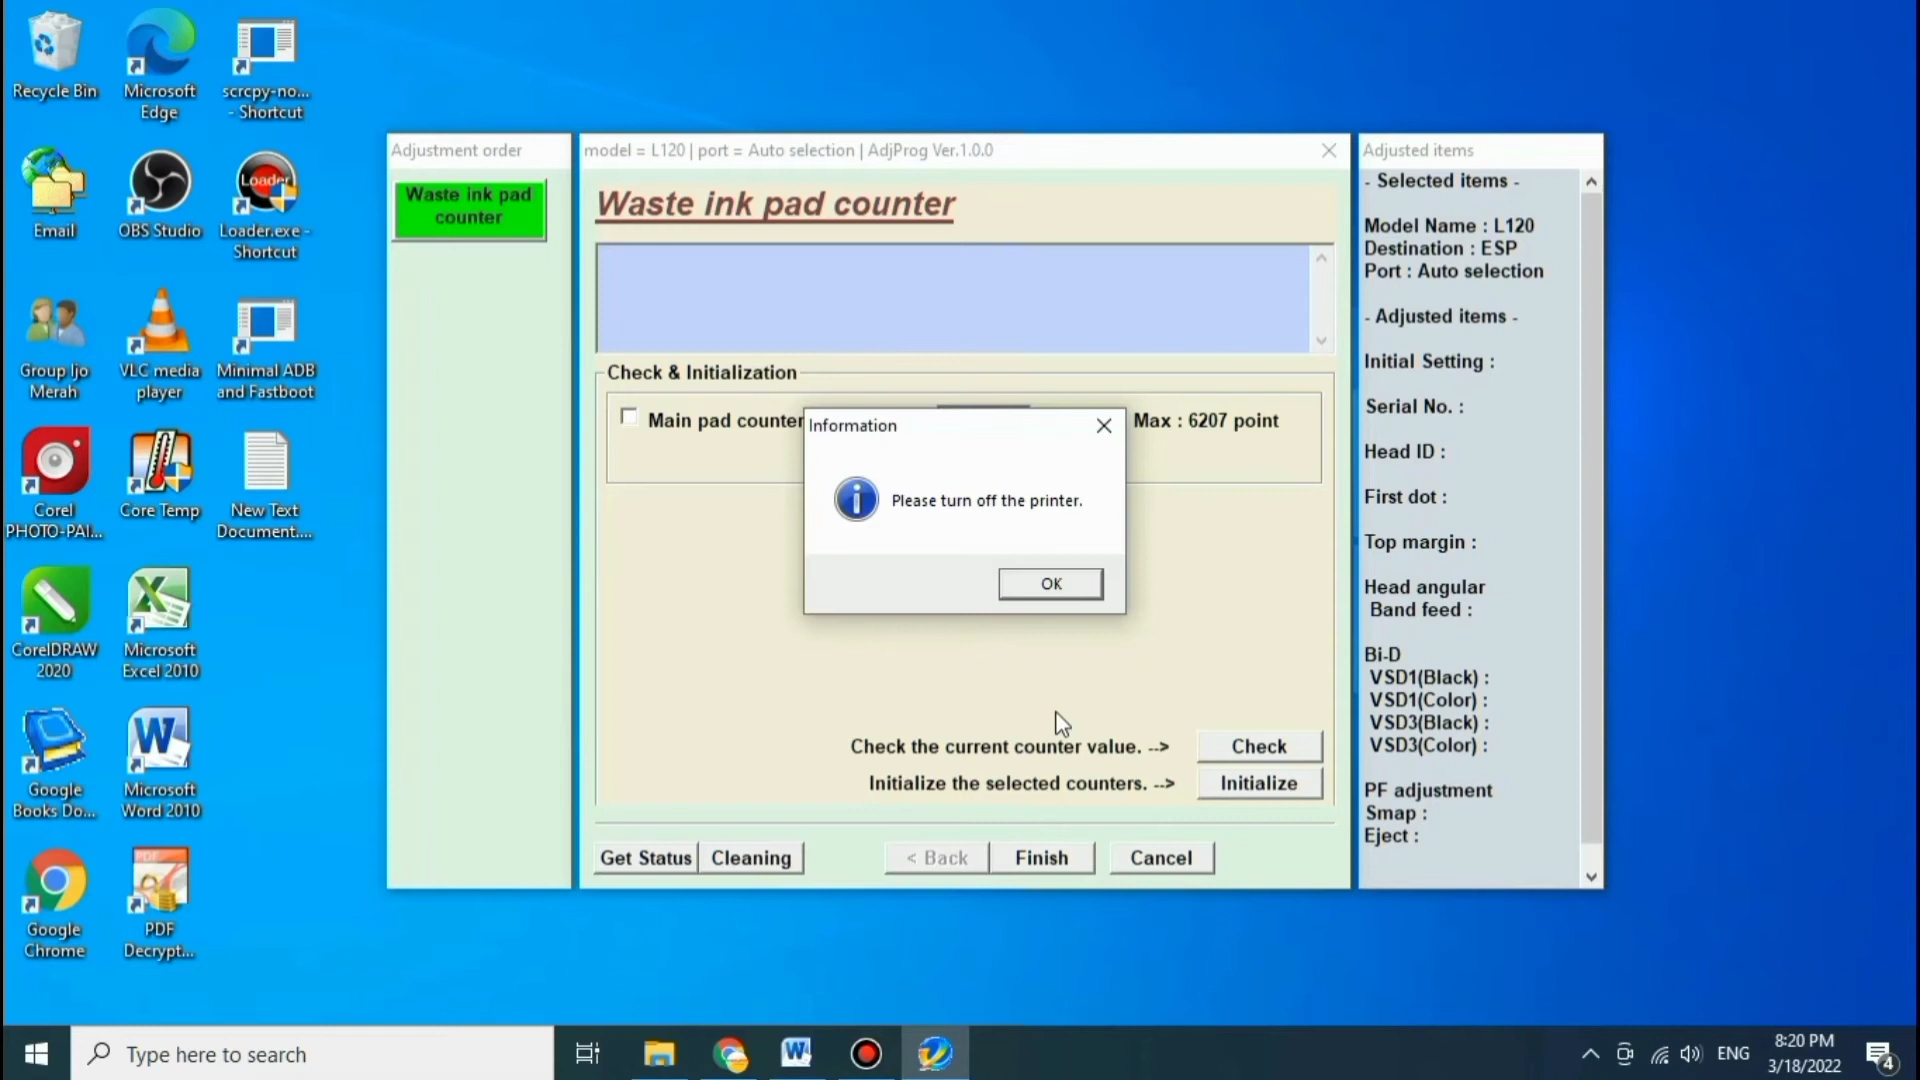 Recycle Bin
Microsoft
Edge
scrcpy-no...
- Shortcut
Email
OBS Studio
Loader
Loader.exe -
Shortcut
Group Ijo
Merah
VLC media
player
Minimal ADB
and Fastboot
Corel
PHOTO-PAI...
Core Temp
New Text
Document....
CorelDRAW
2020
Microsoft
Excel 2010
Google
Books Do...
Microsoft
Word 2010
Google
Chrome
PDF
PDF
Decrypt...
Adjustment order
Waste ink pad
counter
model = L120 | port = Auto selection | AdjProg Ver.1.0.0
Waste ink pad counter
Check & Initialization
Main pad counter
Max : 6207 point
Information
Please turn off the printer.
OK
Check the current counter value. -->
Check
Initialize the selected counters. -->
Initialize
Get Status
Cleaning
< Back
Finish
Cancel
Adjusted items
- Selected items -
Model Name : L120
Destination : ESP
Port : Auto selection
- Adjusted items -
Initial Setting :
Serial No. :
Head ID :
First dot :
Top margin :
Head angular
Band feed :
Bi-D
VSD1(Black) :
VSD1(Color) :
VSD3(Black) :
VSD3(Color) :
PF adjustment
Smap :
Eject :
Type here to search
ENG
8:20 PM
3/18/2022
4